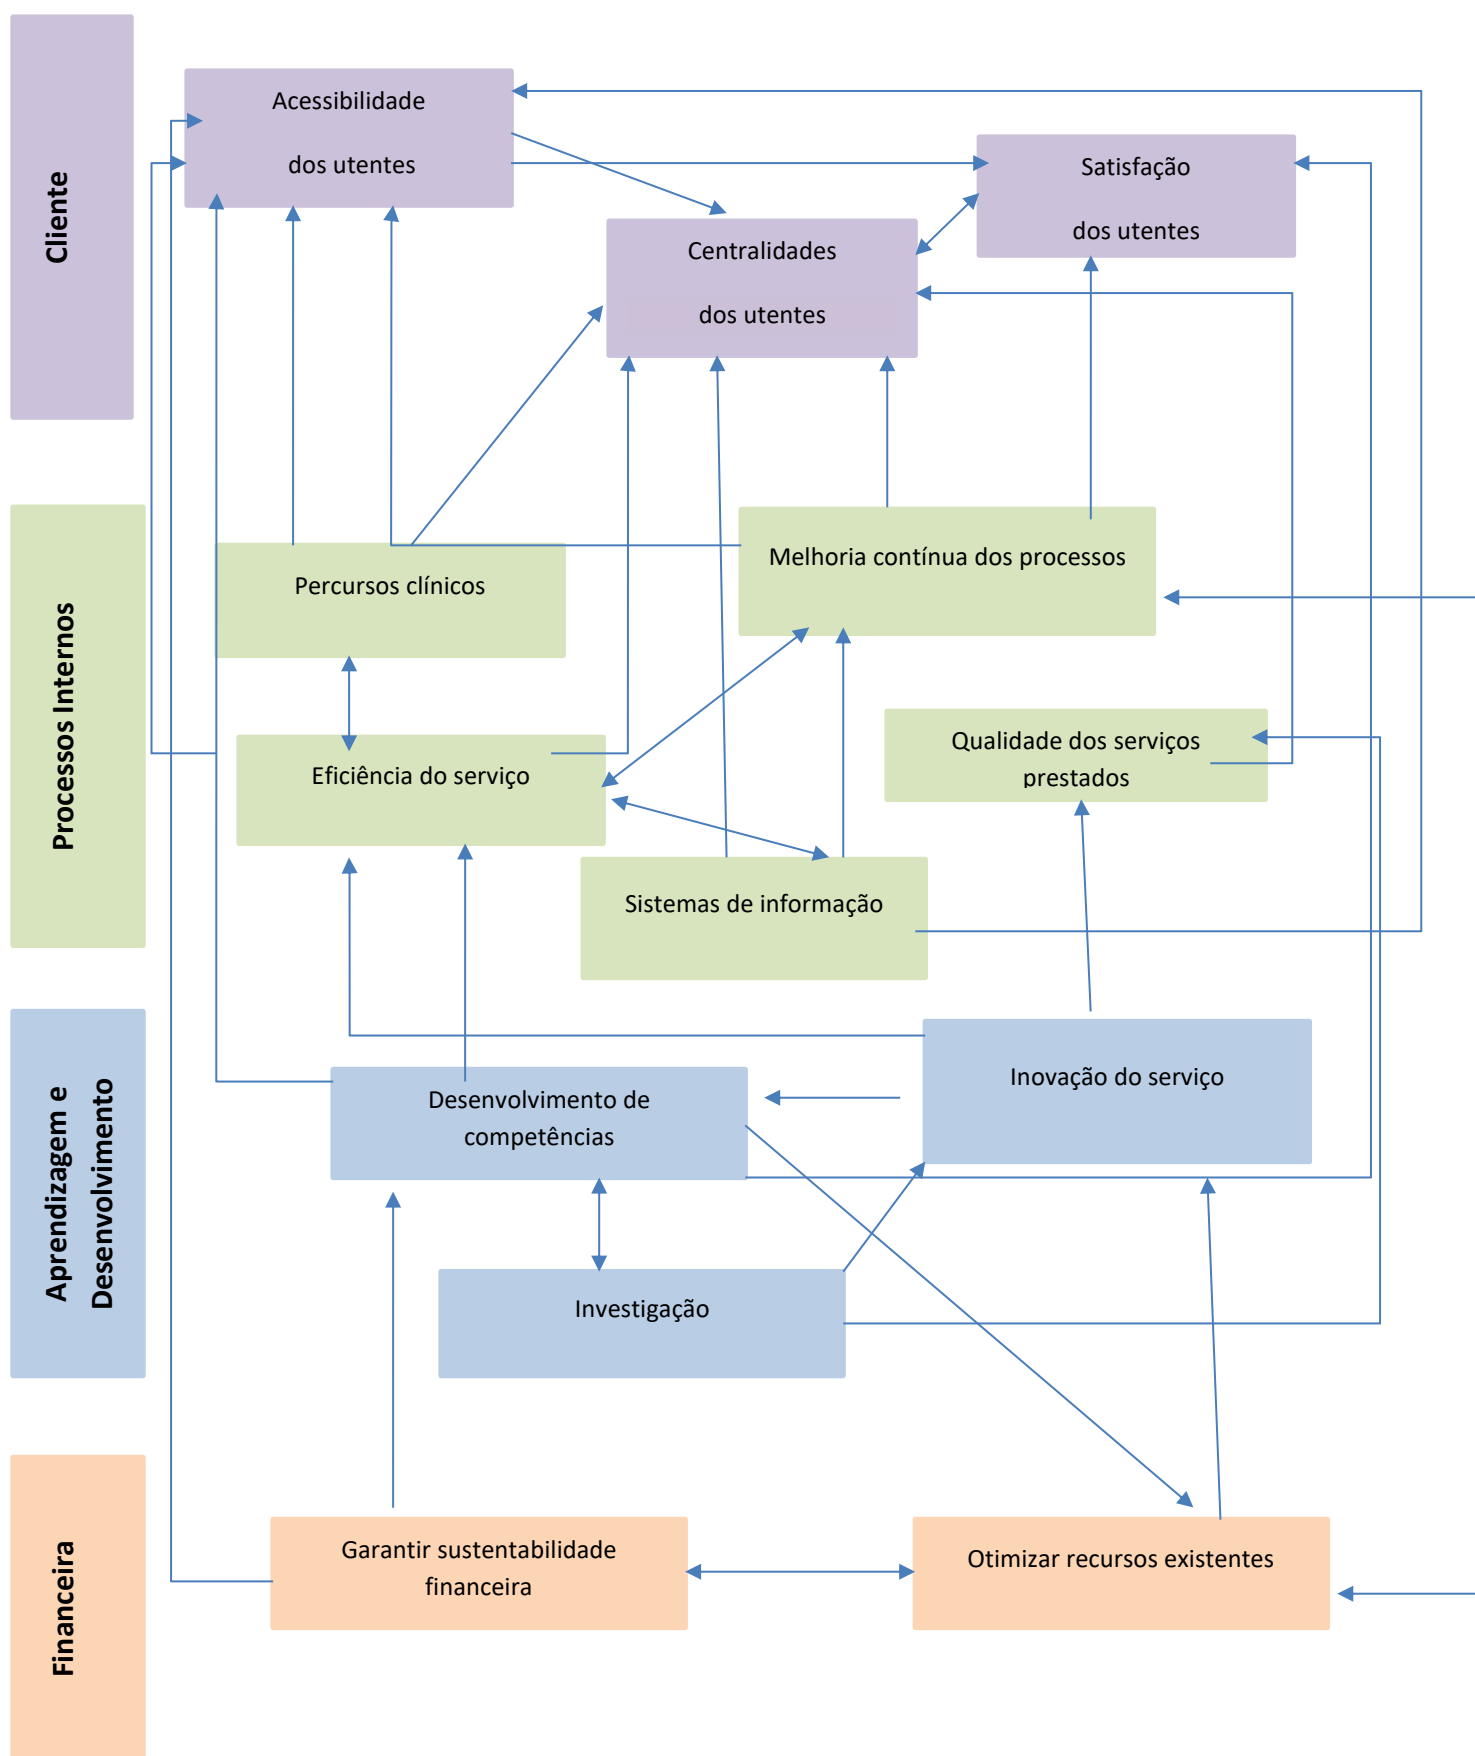 Cliente
Acessibilidade
dos utentes
Satisfação
dos utentes
Centralidades
dos utentes
Processos Internos
Melhoria contínua dos processos
Percursos clínicos
Qualidade dos serviços
prestados
Eficiência do serviço
Sistemas de informação
Aprendizagem e
Desenvolvimento
Inovação do serviço
Desenvolvimento de
competências
Investigação
Financeira
Garantir sustentabilidade
financeira
Otimizar recursos existentes